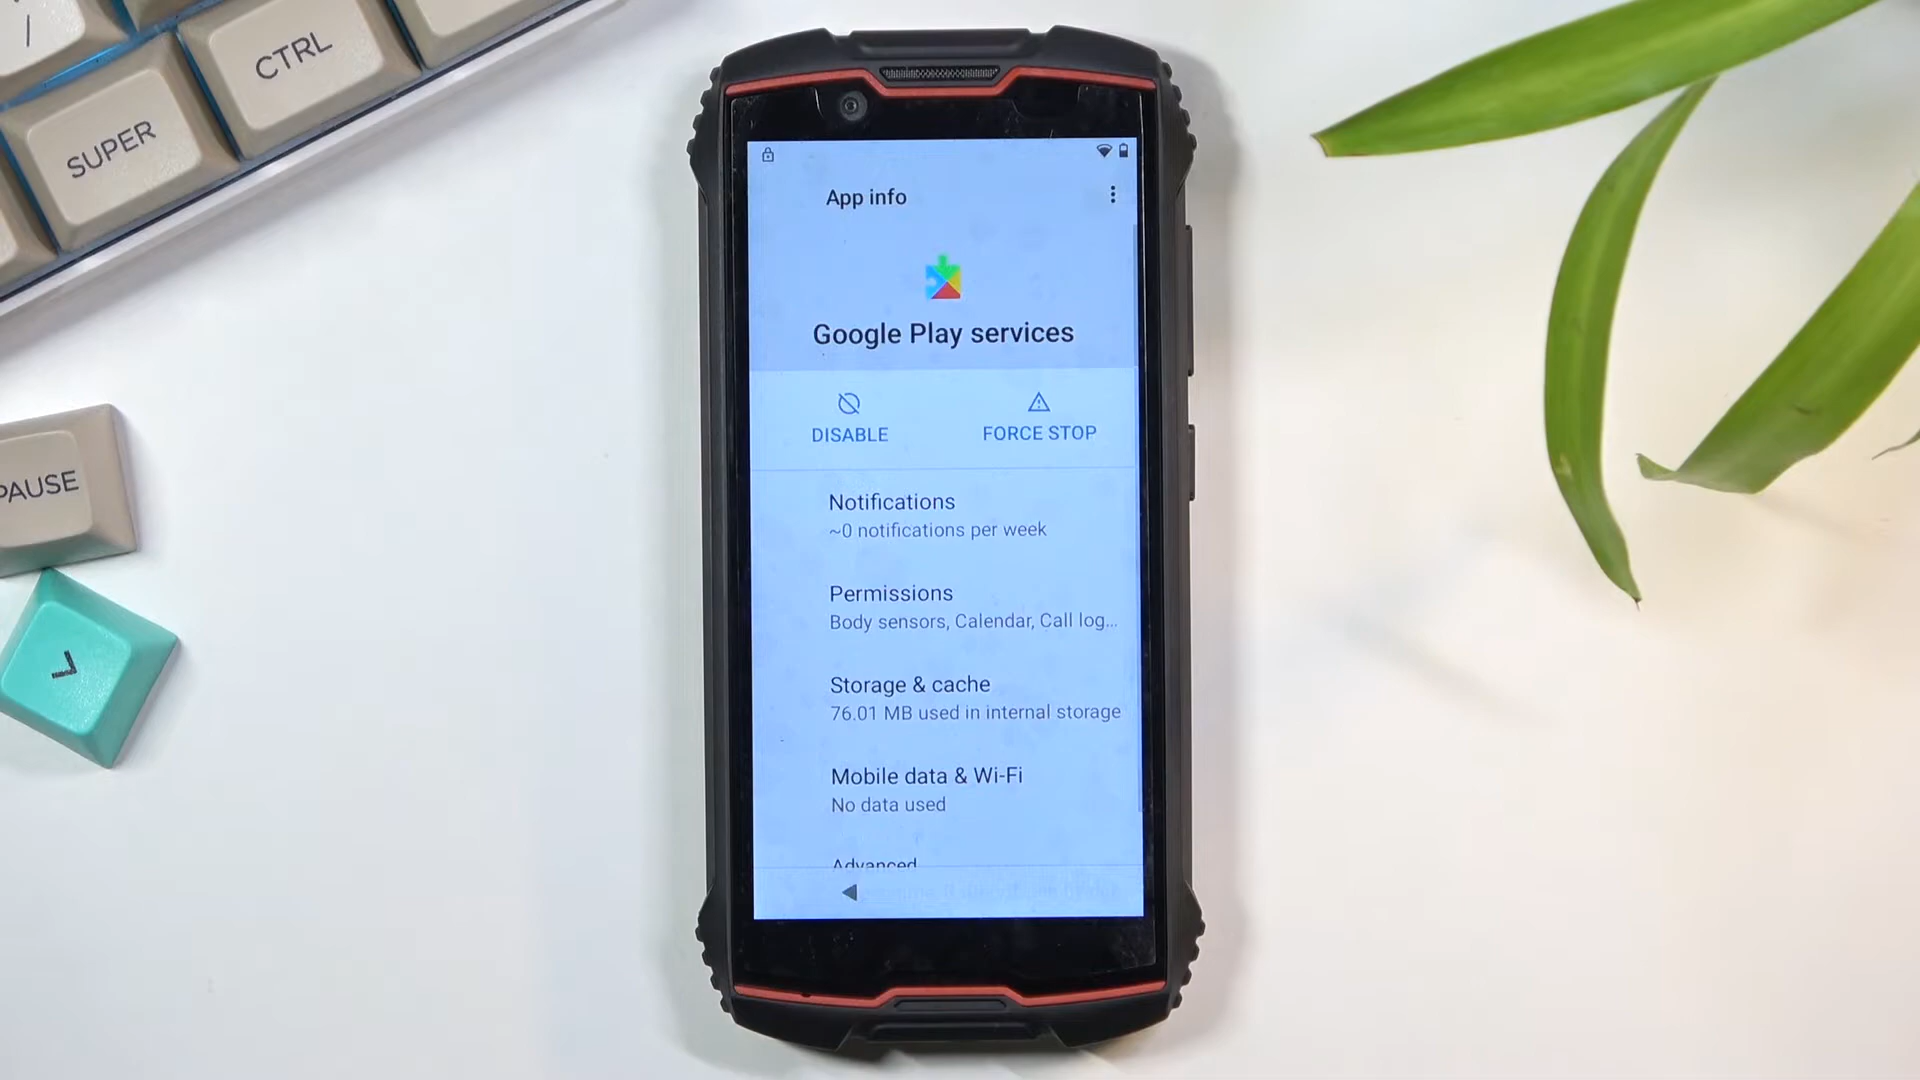 /
CTRL
SUPER
PAUSE
App info
Google Play services
DISABLE
FORCE STOP
Notifications
~0 notifications per week
Permissions
Body sensors, Calendar, Call log...
Storage & cache
76.01 MB used in internal storage
Mobile data & Wi-Fi
No data used
Advanced